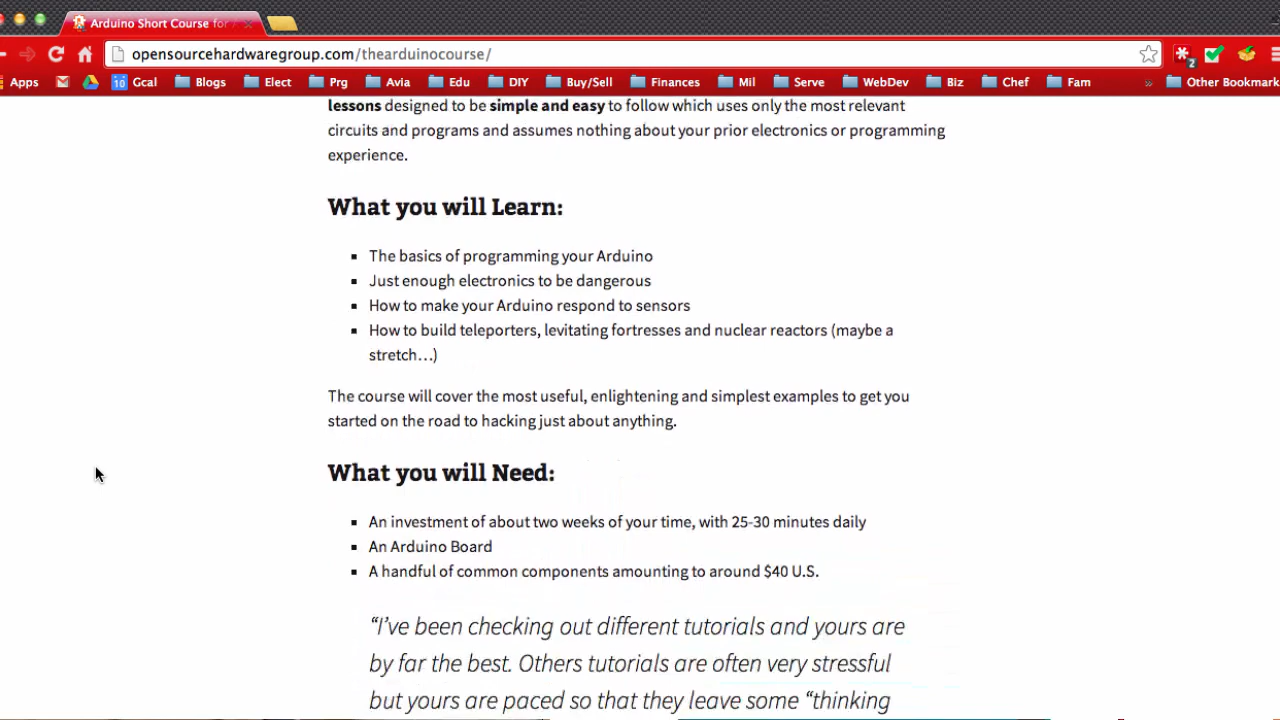 Arduino Short Course for
opensourcehardwaregroup.com/thearduinocourse/
2
Apps 10 Gcal Blogs Elect Prg Avia Edu DIY Buy/Sell Finances Mil Serve WebDev Biz Chef Fam » Other Bookmark
lessons designed to be simple and easy to follow which uses only the most relevant
circuits and programs and assumes nothing about your prior electronics or programming
experience.
What you will Learn:
The basics of programming your Arduino
Just enough electronics to be dangerous
How to make your Arduino respond to sensors
How to build teleporters, levitating fortresses and nuclear reactors (maybe a
stretch…)
The course will cover the most useful, enlightening and simplest examples to get you
started on the road to hacking just about anything.
What you will Need:
An investment of about two weeks of your time, with 25-30 minutes daily
An Arduino Board
A handful of common components amounting to around $40 U.S.
“I’ve been checking out different tutorials and yours are
by far the best. Others tutorials are often very stressful
but yours are paced so that they leave some “thinking